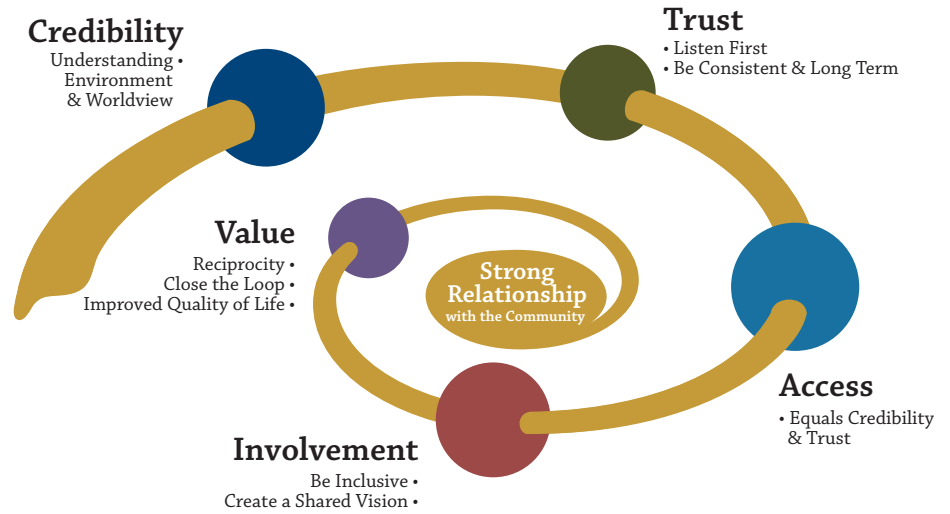 Credibility
Understanding •
Environment
& Worldview
Trust
• Listen First
• Be Consistent & Long Term
Access
• Equals Credibility
& Trust
Involvement
Be Inclusive •
Create a Shared Vision •
Value
Reciprocity •
Close the Loop •
Improved Quality of Life •
Strong
Relationship
with the Community